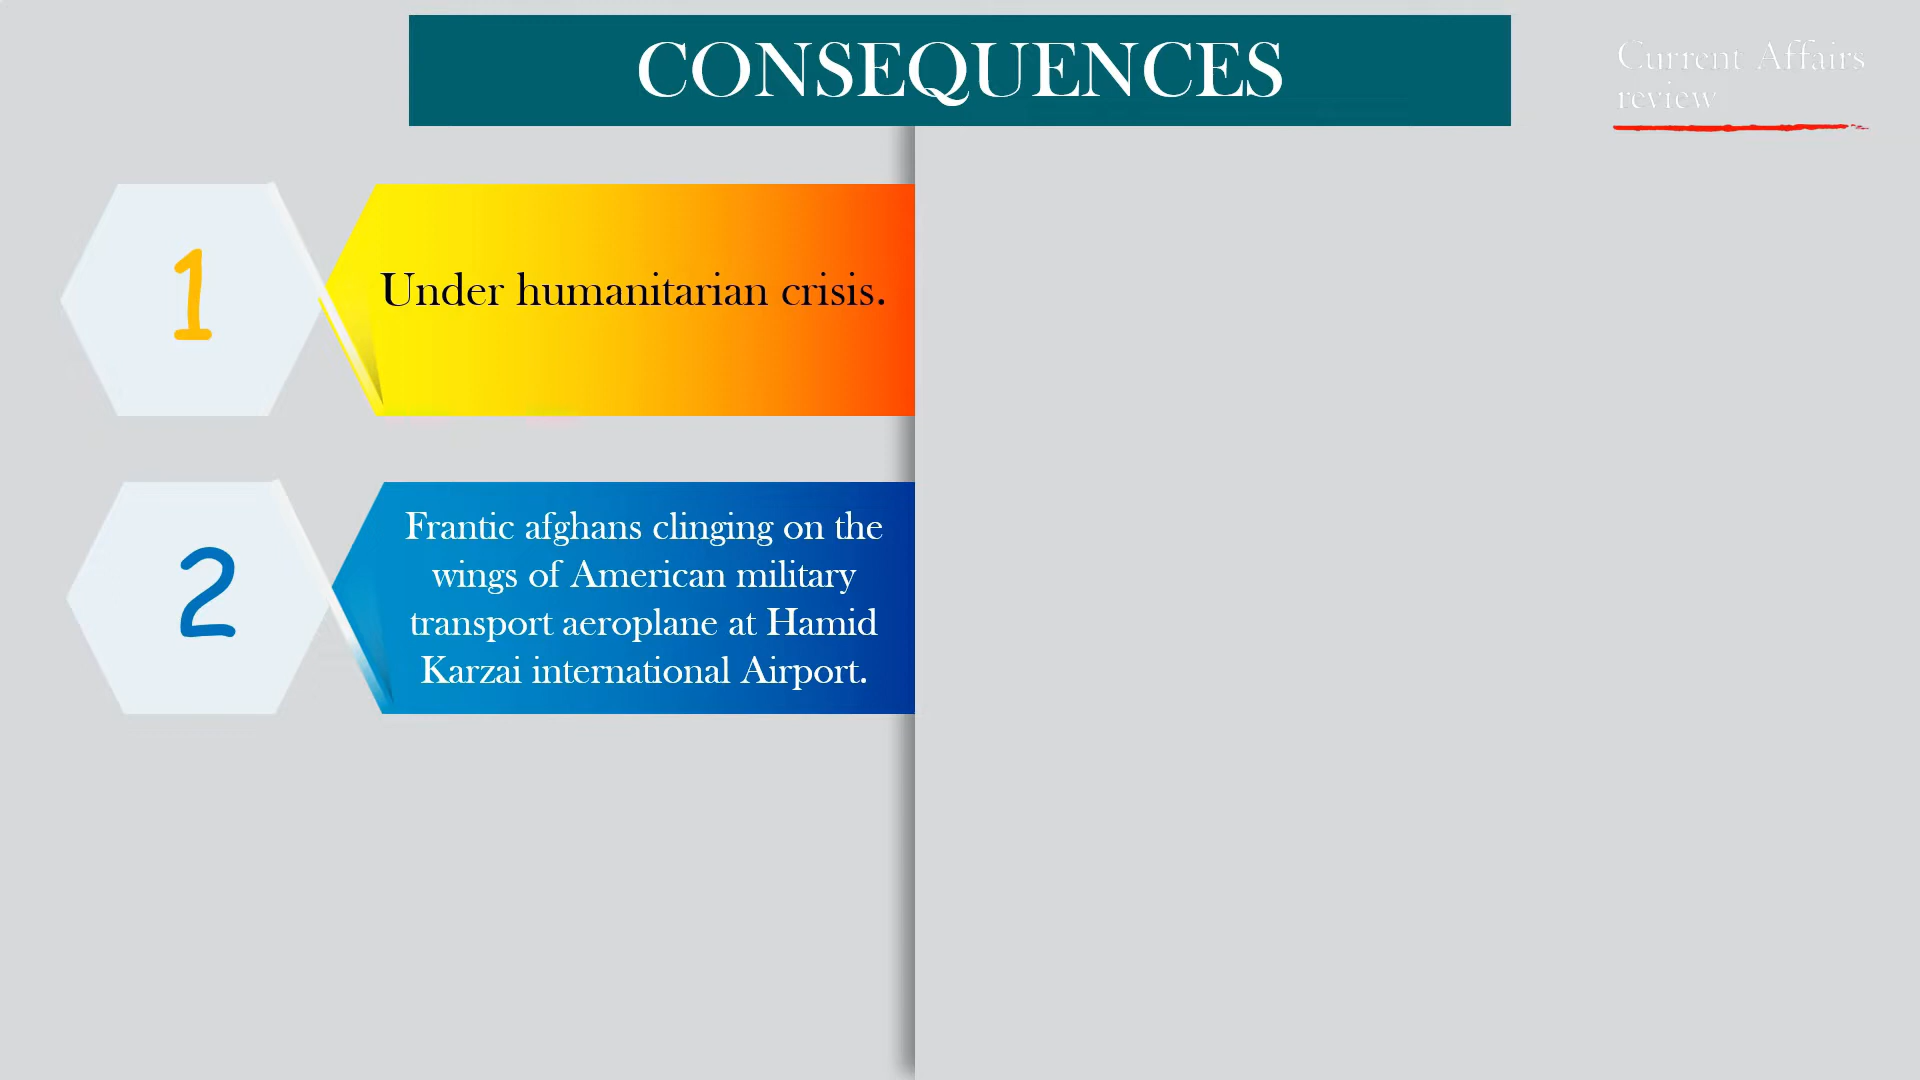 CONSEQUENCES
Current Affairs
review
1
Under humanitarian crisis.
2
Frantic afghans clinging on the
wings of American military
transport aeroplane at Hamid
Karzai international Airport.